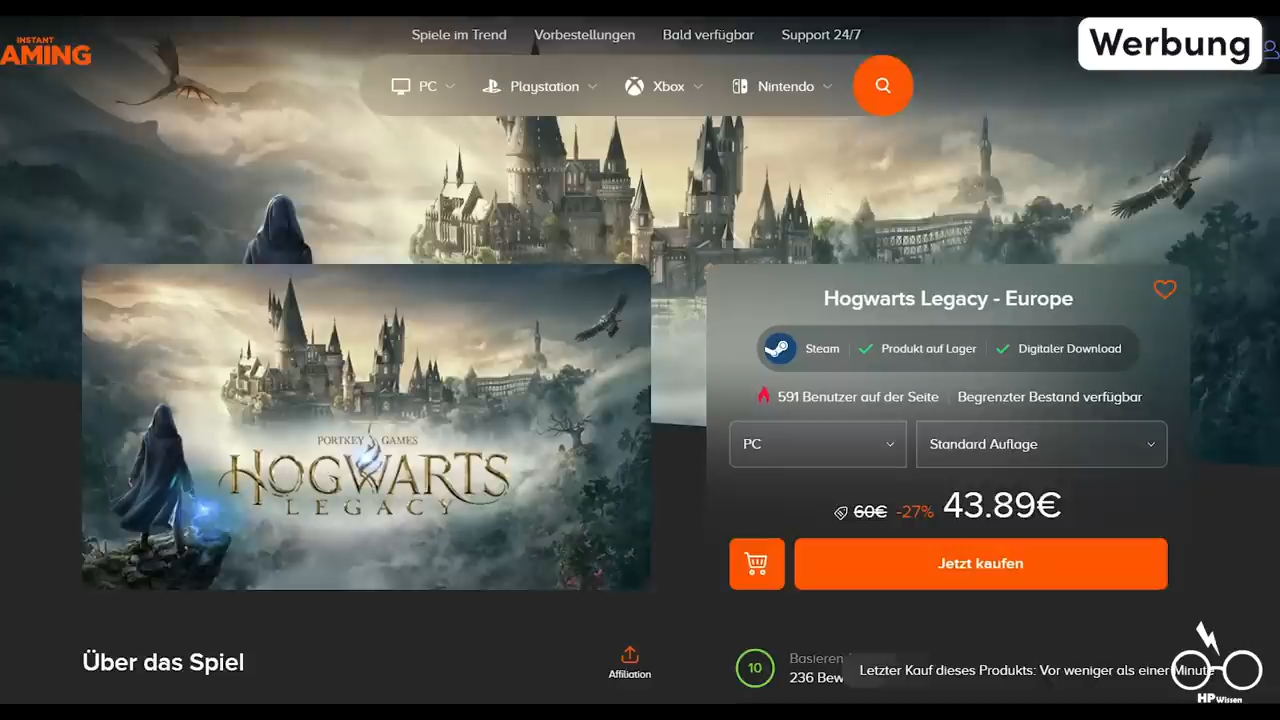 INSTANT
AMING
Spiele im Trend Vorbestellungen Bald verfügbar Support 24/7
Werbung
PC Playstation Xbox Nintendo
Hogwarts Legacy - Europe
Steam Produkt auf Lager Digitaler Download
591 Benutzer auf der Seite Begrenzter Bestand verfügbar
PC Standard Auflage
60€ -27% 43.89€
Jetzt kaufen
PORTKEY GAMES
HOGWARTS
LEGACY
Über das Spiel
Affiliation
10
Basieren
236 Bew
Letzter Kauf dieses Produkts: Vor weniger als einer Minute
HP Wissen